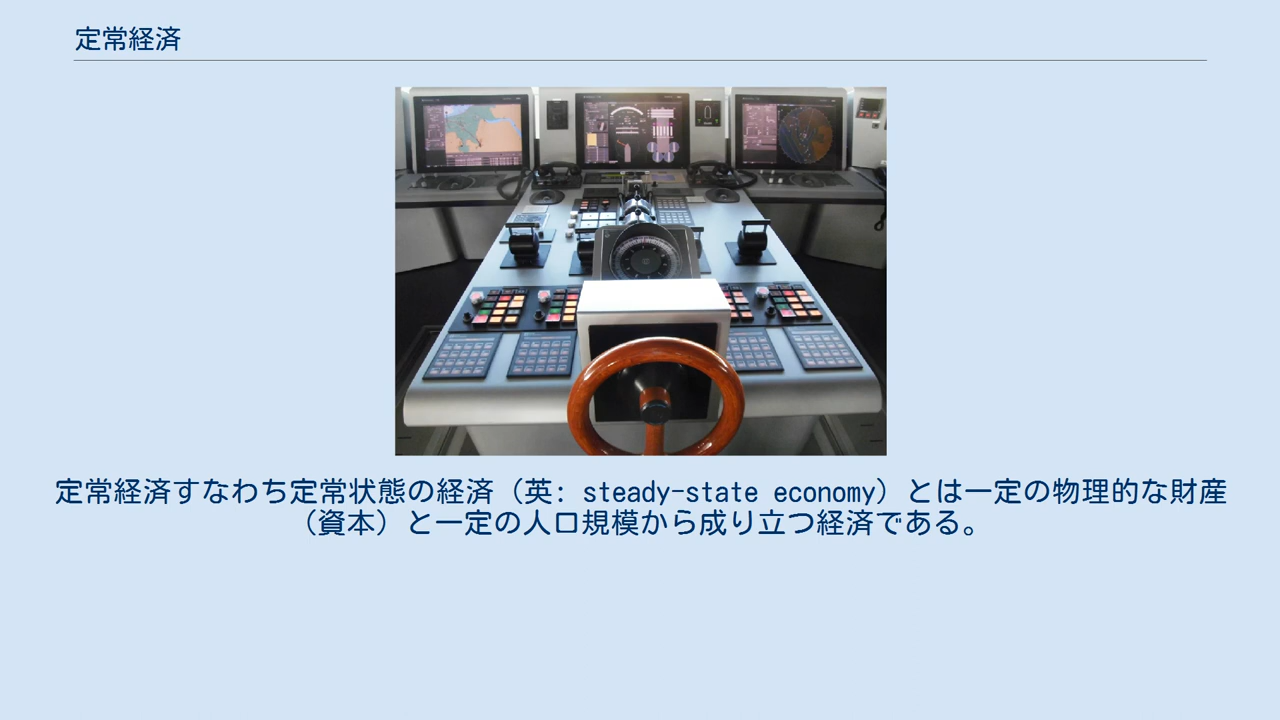 定常経済
定常経済すなわち定常状態の経済（英: steady-state economy）とは一定の物理的な財産
（資本）と一定の人口規模から成り立つ経済である。